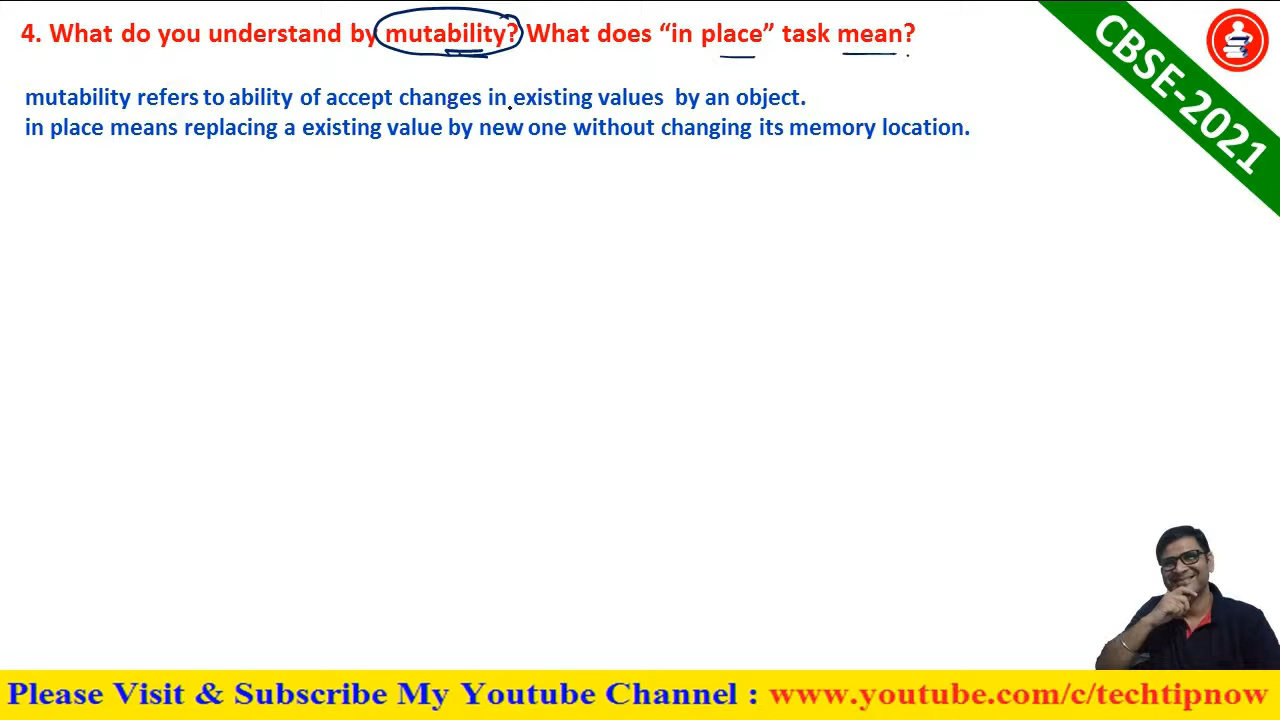 4. What do you understand by mutability? What does “in place” task mean?
mutability refers to ability of accept changes in existing values by an object.
in place means replacing a existing value by new one without changing its memory location.
CBSE-2021
Please Visit & Subscribe My Youtube Channel : www.youtube.com/c/techtipnow